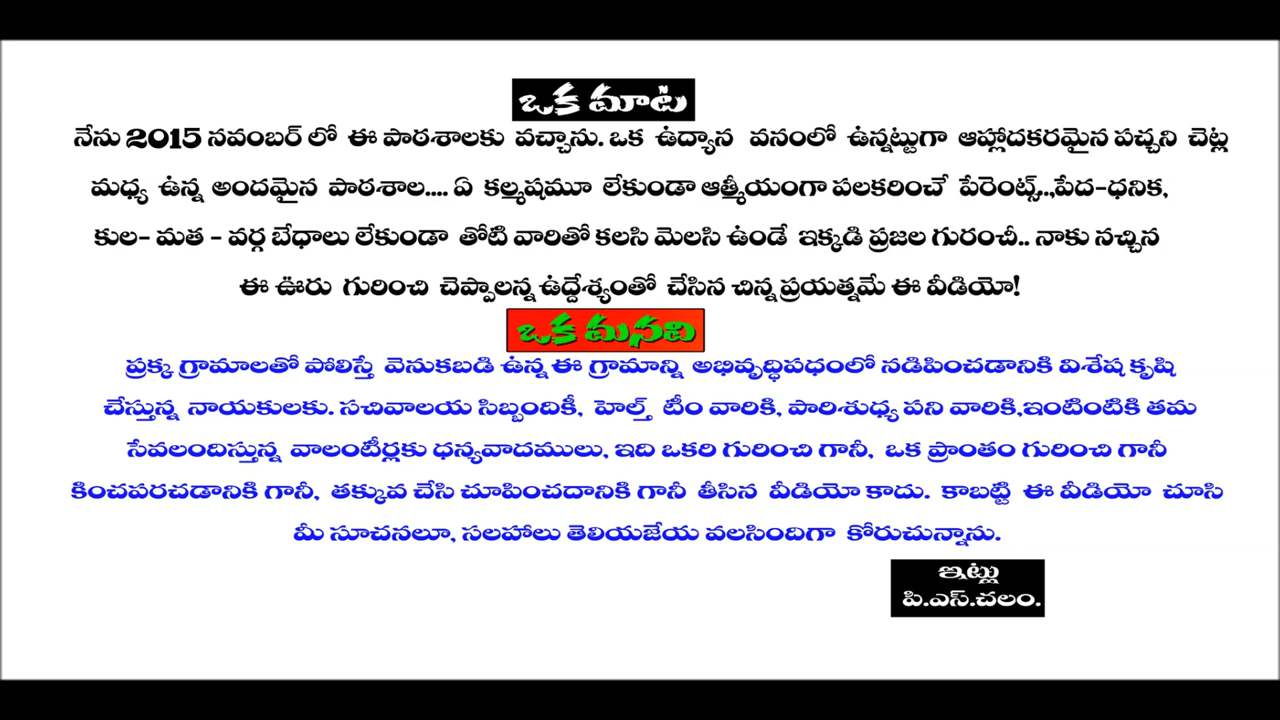 ఒక మాట
నేను 2015 నవంబర్ లో ఈ పాఠశాలకు వచ్చాను. ఒక ఉద్యాన వనంలో ఉన్నట్టుగా ఆహ్లాదకరమైన పచ్చని చెట్ల
మధ్య ఉన్న అందమైన పాఠశాల.... ఏ కల్మషమూ లేకుండా ఆత్మీయంగా పలకరించే పేరెంట్స్..,పేద-ధనిక,
కుల- మత - వర్గ బేధాలు లేకుండా తోటి వారితో కలసి మెలసి ఉండే ఇక్కడి ప్రజల గురంచీ.. నాకు నచ్చిన
ఈ ఊరు గురించి చెప్పాలన్న ఉద్దేశ్యంతో చేసిన చిన్న ప్రయత్నమే ఈ వీడియో!
ఒక మనవి
ప్రక్క గ్రామాలతో పోలిస్తే వెనుకబడి ఉన్న ఈ గ్రామాన్ని అభివృద్ధిపధంలో నడిపించడానికి విశేష కృషి
చేస్తున్న నాయకులకు. సచివాలయ సిబ్బందికీ, హెల్త్ టీం వారికి, పారిశుధ్య పని వారికి,ఇంటింటికి తమ
సేవలందిస్తున్న వాలంటీర్లకు ధన్యవాదములు, ఇది ఒకరి గురించి గానీ, ఒక ప్రాంతం గురించి గానీ
కించపరచడానికి గానీ, తక్కువ చేసి చూపించదానికి గానీ తీసిన వీడియో కాదు. కాబట్టి ఈ వీడియో చూసి
మీ సూచనలూ, సలహాలు తెలియజేయ వలసిందిగా కోరుచున్నాను.
ఇట్లు
పి.ఎస్.చలం.